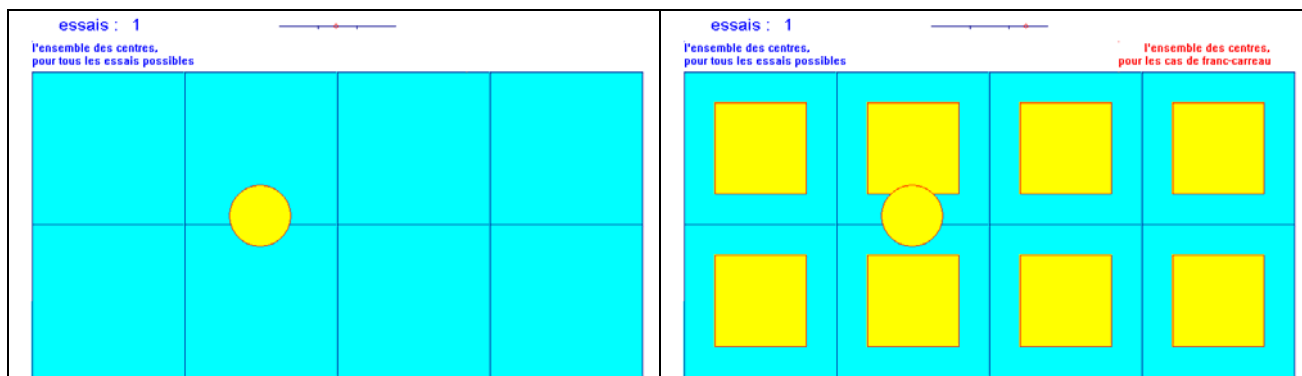 essais : 1
l'ensemble des centres,
pour tous les essais possibles
essais : 1
l'ensemble des centres,
pour tous les essais possibles
l'ensemble des centres,
pour les cas de franc-carreau